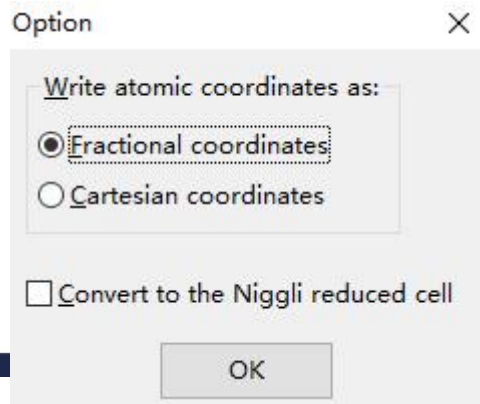 Option
Write atomic coordinates as:
Fractional coordinates
Cartesian coordinates
Convert to the Niggli reduced cell
OK